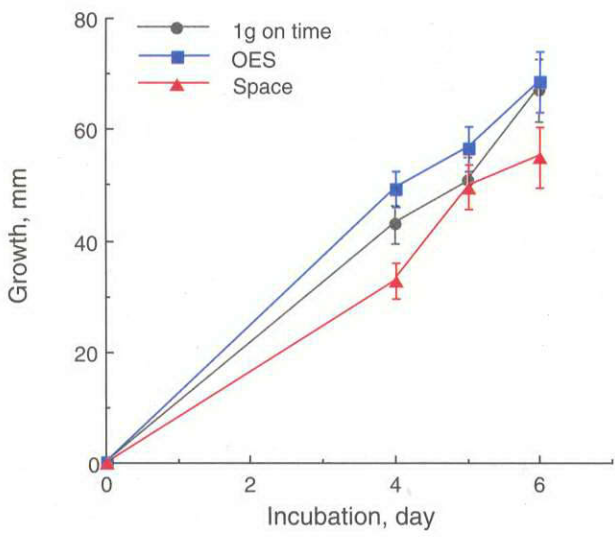 80
60
40
20
0
Growth, mm
1g on time
OES
Space
0 2 4 6
Incubation, day